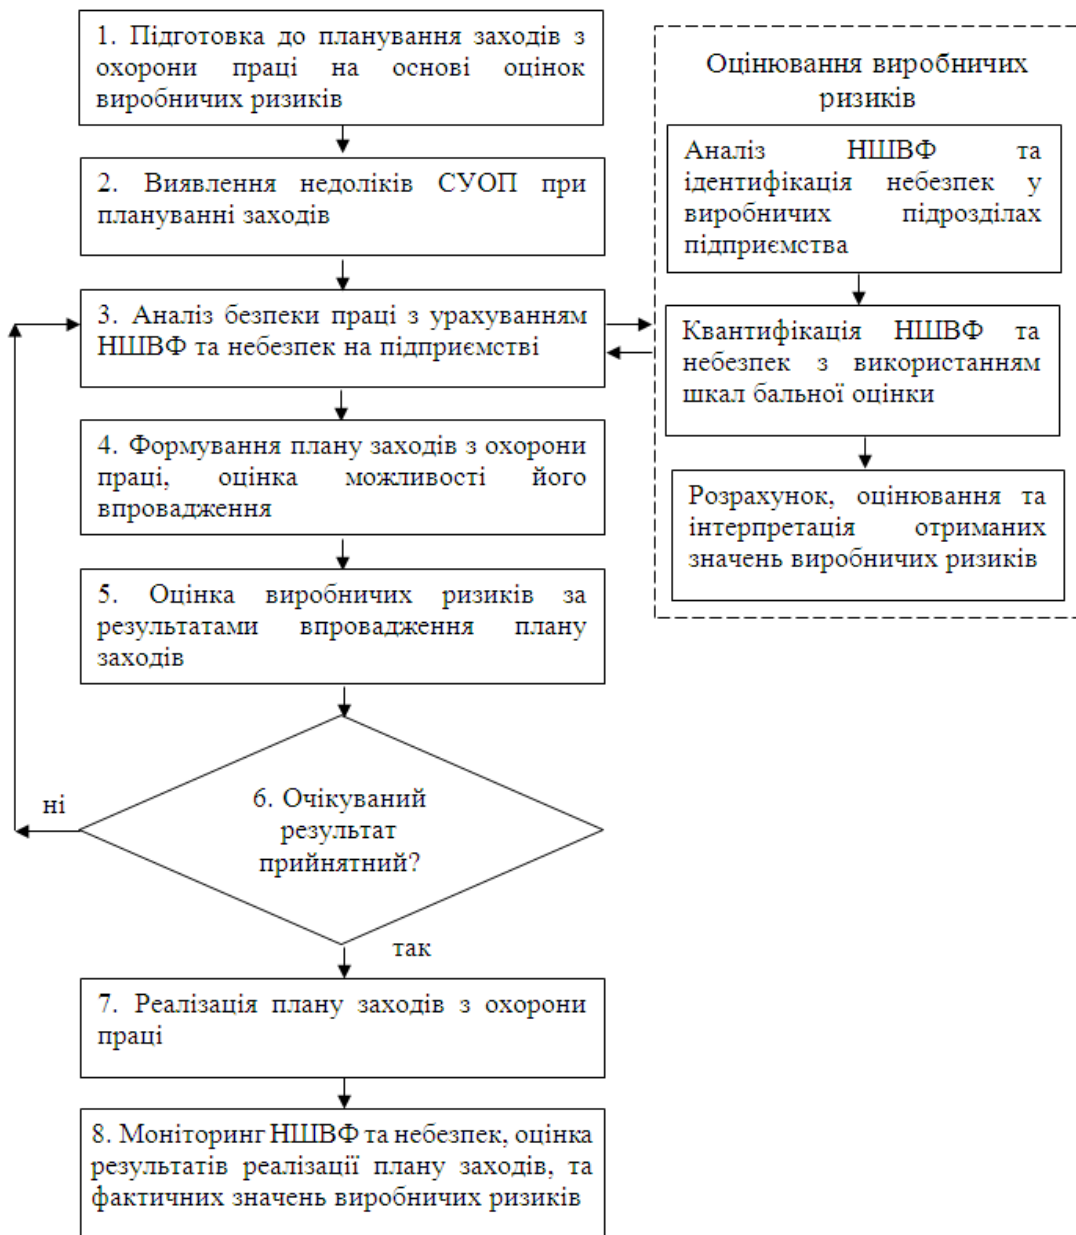 1. Підготовка до планування заходів з
охорони праці на основі оцінок
виробничих ризиків
2. Виявлення недоліків СУОП при
плануванні заходів
3. Аналіз безпеки праці з урахуванням
НШВФ та небезпек на підприємстві
4. Формування плану заходів з охорони
праці, оцінка можливості його
впровадження
5. Оцінка виробничих ризиків за
результатами впровадження плану
заходів
6. Очікуваний
результат
прийнятний?
ні
так
7. Реалізація плану заходів з охорони
праці
8. Моніторинг НШВФ та небезпек, оцінка
результатів реалізації плану заходів, та
фактичних значень виробничих ризиків
Оцінювання виробничих
ризиків
Аналіз НШВФ та
ідентифікація небезпек у
виробничих підрозділах
підприємства
Квантифікація НШВФ та
небезпек з використанням
шкал бальної оцінки
Розрахунок, оцінювання та
інтерпретація отриманих
значень виробничих ризиків